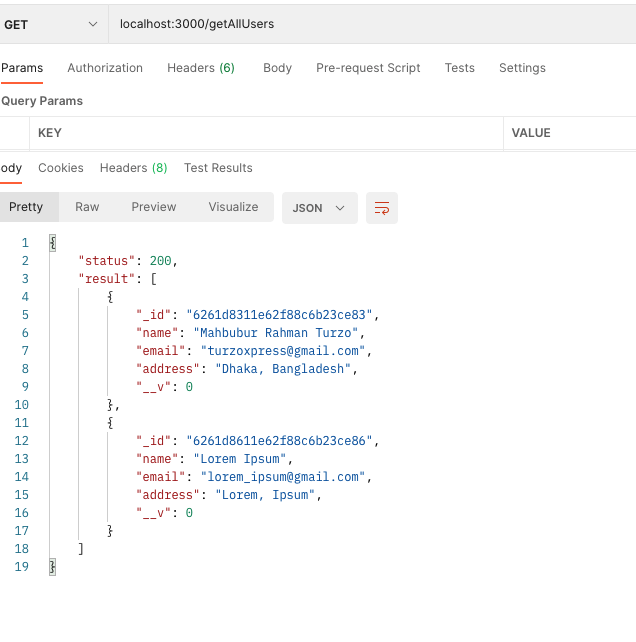 GET localhost:3000/getAllUsers
Params Authorization Headers (6) Body Pre-request Script Tests Settings
Query Params
KEY VALUE
ody Cookies Headers (8) Test Results
Pretty Raw Preview Visualize JSON
1 {
2 "status": 200,
3 "result": [
4 {
5 "_id": "6261d8311e62f88c6b23ce83",
6 "name": "Mahbubur Rahman Turzo",
7 "email": "turzoxpress@gmail.com",
8 "address": "Dhaka, Bangladesh",
9 "__v": 0
10 },
11 {
12 "_id": "6261d8611e62f88c6b23ce86",
13 "name": "Lorem Ipsum",
14 "email": "lorem_ipsum@gmail.com",
15 "address": "Lorem, Ipsum",
16 "__v": 0
17 }
18 ]
19 }